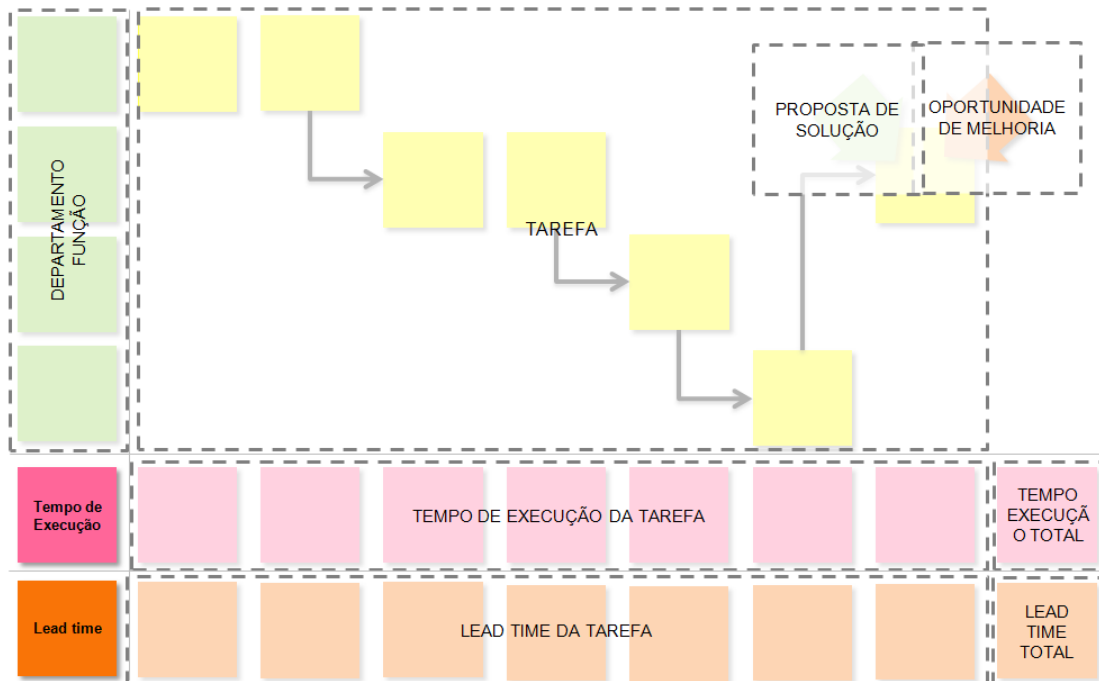 DEPARTAMENTO
FUNÇÃO
TAREFA
PROPOSTA DE
SOLUÇÃO
OPORTUNIDADE
DE MELHORIA
Tempo de
Execução
TEMPO DE EXECUÇÃO DA TAREFA
TEMPO
EXECUÇÃ
O TOTAL
Lead time
LEAD TIME DA TAREFA
LEAD
TIME
TOTAL